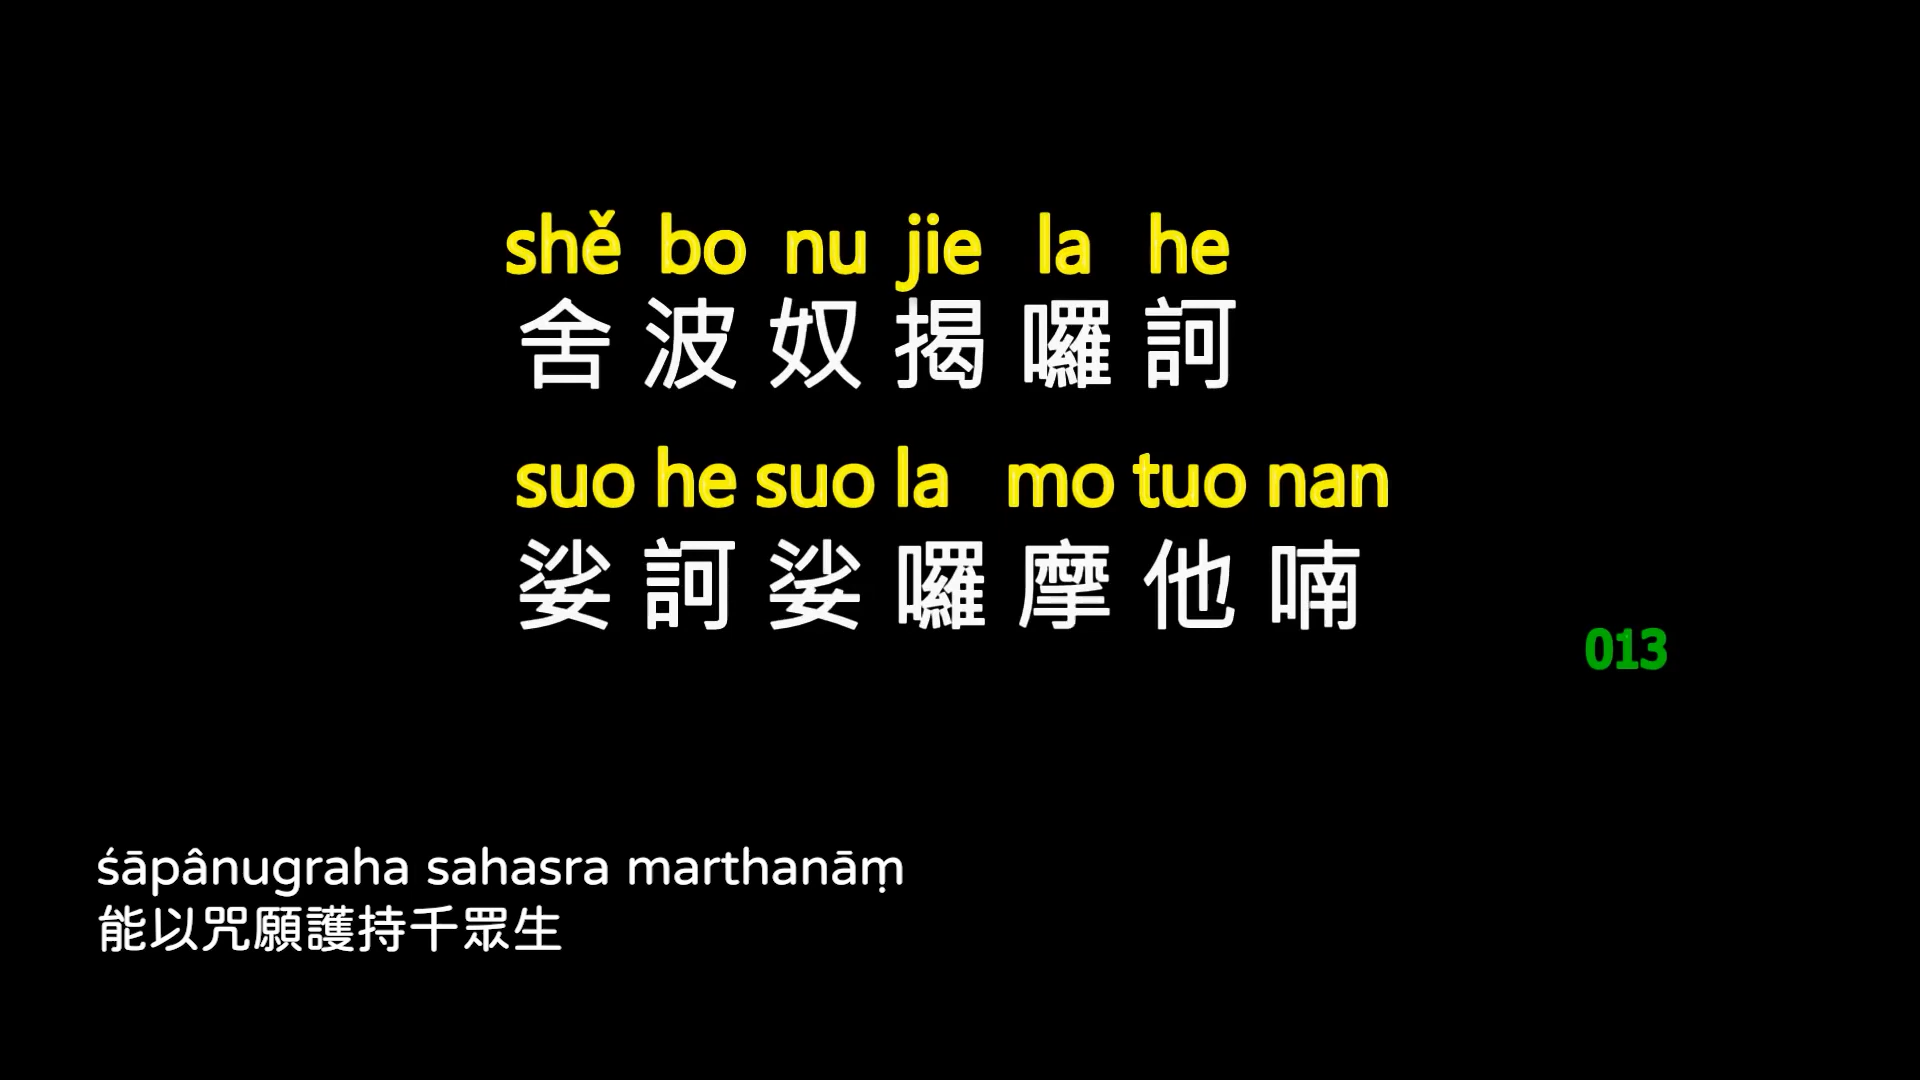 shě bo nu jie la he
舍波奴揭囉訶
suo he suo la mo tuo nan
娑訶娑囉摩他喃
013
śāpânugraha sahasra marthanāṃ
能以咒願護持千眾生